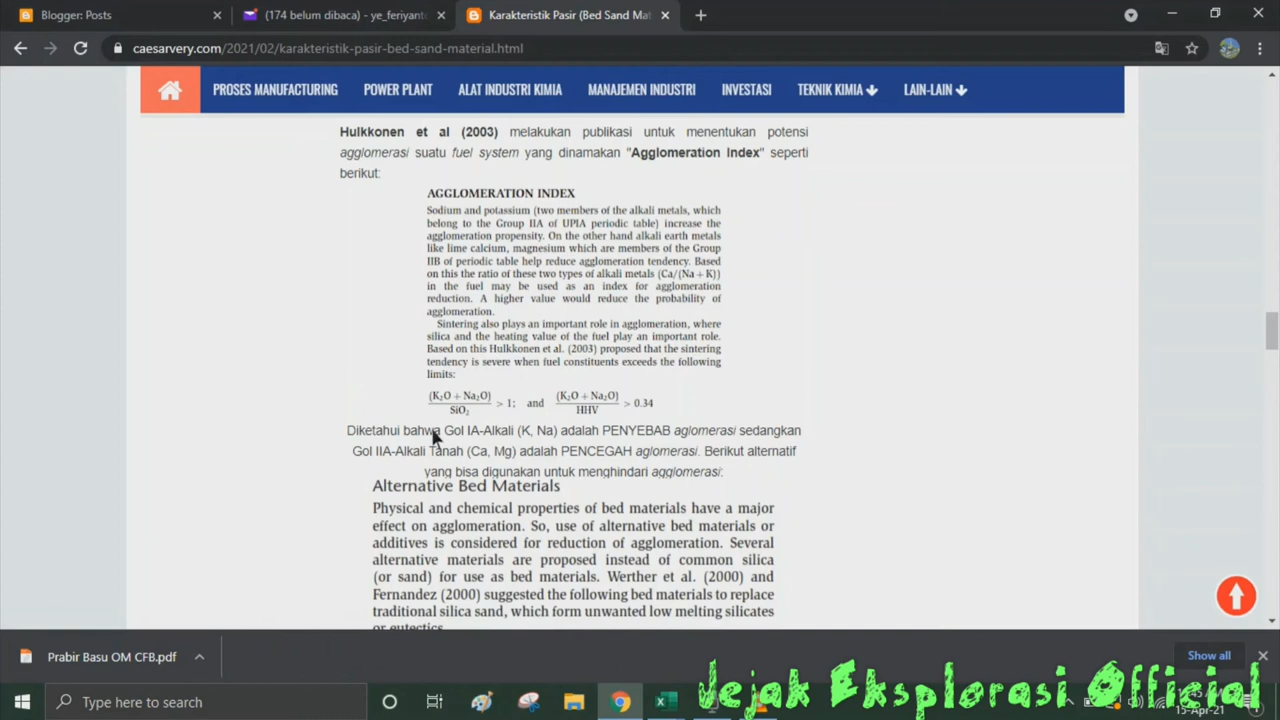 Blogger: Posts
(174 belum dibaca) - ye_feriyant
Karakteristik Pasir (Bed Sand Mat
caesarvery.com/2021/02/karakteristik-pasir-bed-sand-material.html
PROSES MANUFACTURING POWER PLANT ALAT INDUSTRI KIMIA MANAJEMEN INDUSTRI INVESTASI TEKNIK KIMIA LAIN-LAIN
Hulkkonen et al (2003) melakukan publikasi untuk menentukan potensi
aglomerasi suatu fuel system yang dinamakan "Agglomeration Index" seperti
berikut:
AGGLOMERATION INDEX
Sodium and potassium (two members of the alkali metals, which
belong to the Group IIA of UPIA periodic table) increase the
agglomeration propensity. On the other hand alkali earth metals
like lime calcium, magnesium which are members of the Group
IIB of periodic table help reduce agglomeration tendency. Based
on this the ratio of these two types of alkali metals (Ca/(Na + K))
in the fuel may be used as an index for agglomeration
reduction. A higher value would reduce the probability of
agglomeration.
Sintering also plays an important role in agglomeration, where
silica and the heating value of the fuel play an important role.
Based on this Hulkkonen et al. (2003) proposed that the sintering
tendency is severe when fuel constituents exceeds the following
limits:
(K₂O + Na₂O)/SiO₂ > 1; and (K₂O + Na₂O)/HHV > 0.34
Diketahui bahwa Gol IA-Alkali (K, Na) adalah PENYEBAB aglomerasi sedangkan
Gol IIA-Alkali Tanah (Ca, Mg) adalah PENCEGAH aglomerasi. Berikut alternatif
yang bisa digunakan untuk menghindari agglomerasi:
Alternative Bed Materials
Physical and chemical properties of bed materials have a major
effect on agglomeration. So, use of alternative bed materials or
additives is considered for reduction of agglomeration. Several
alternative materials are proposed instead of common silica
(or sand) for use as bed materials. Werther et al. (2000) and
Fernandez (2000) suggested the following bed materials to replace
traditional silica sand, which form unwanted low melting silicates
or eutectics.
Prabir Basu OM CFB.pdf
Show all
Type here to search
Jejak Eksplorasi Official
15-Apr-21